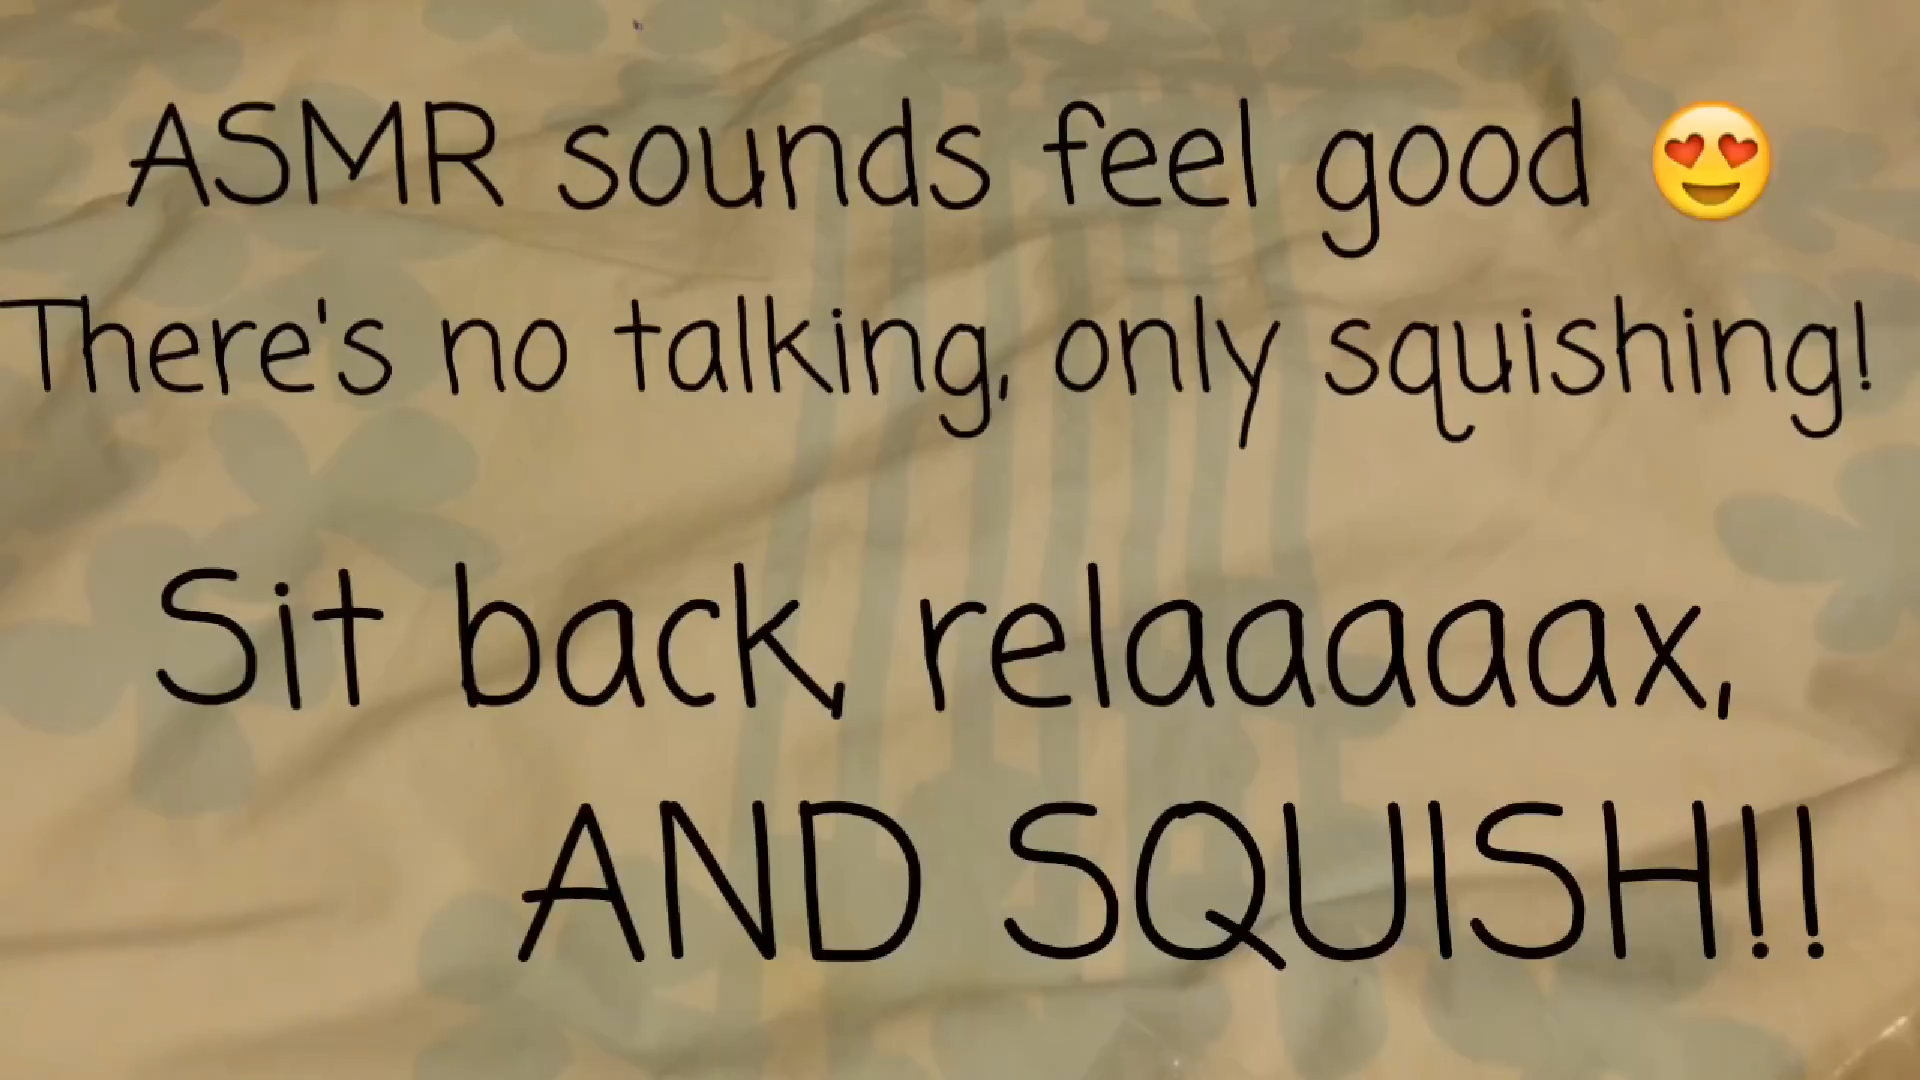 ASMR sounds feel good 😍
There's no talking, only squishing!
Sit back, relaaaaax,
AND SQUISH!!